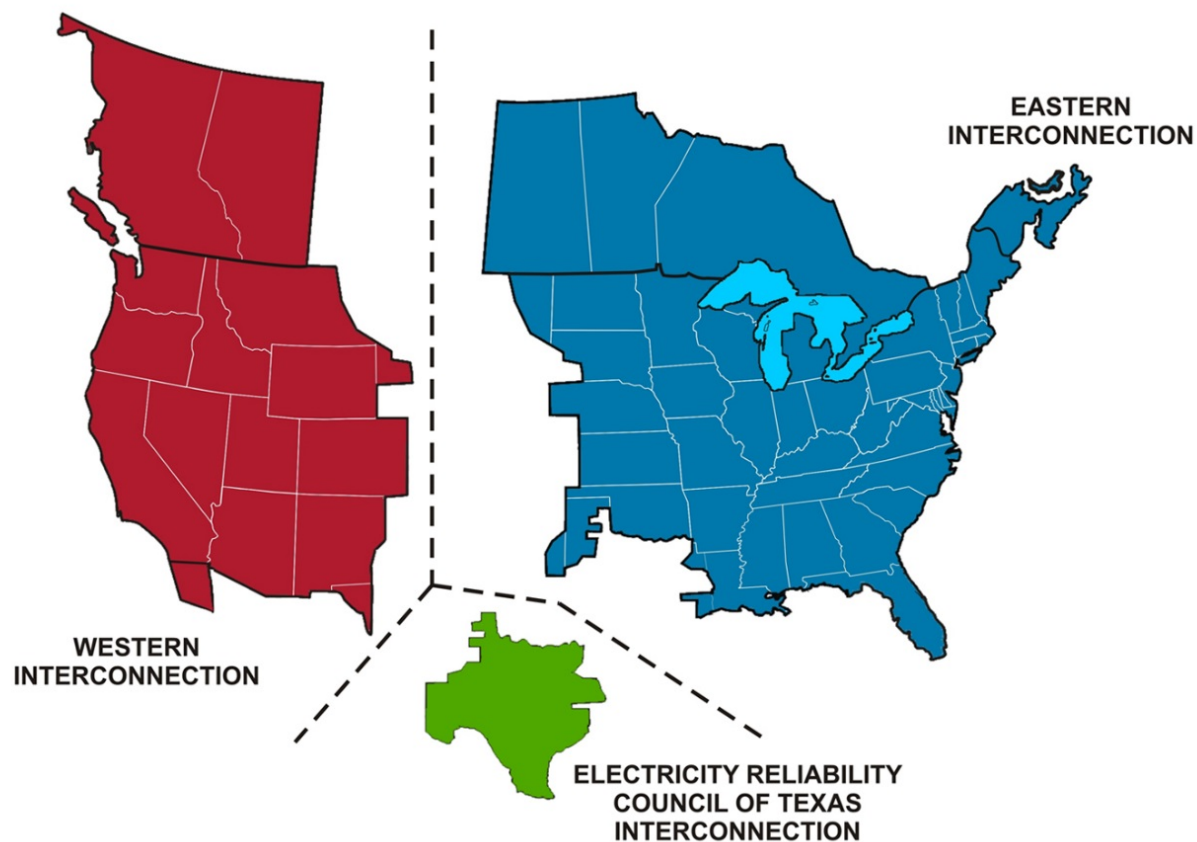 EASTERN
INTERCONNECTION
WESTERN
INTERCONNECTION
ELECTRICITY RELIABILITY
COUNCIL OF TEXAS
INTERCONNECTION